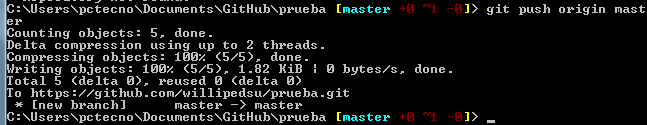 C:\Users\pctecno\Documents\GitHub\prueba [master +0 ~1 -0]> git push origin mast
er
Counting objects: 5, done.
Delta compression using up to 2 threads.
Compressing objects: 100% (5/5), done.
Writing objects: 100% (5/5), 1.82 KiB | 0 bytes/s, done.
Total 5 (delta 0), reused 0 (delta 0)
To https://github.com/willipedsu/prueba.git
 * [new branch]      master -> master
C:\Users\pctecno\Documents\GitHub\prueba [master +0 ~1 -0]> _